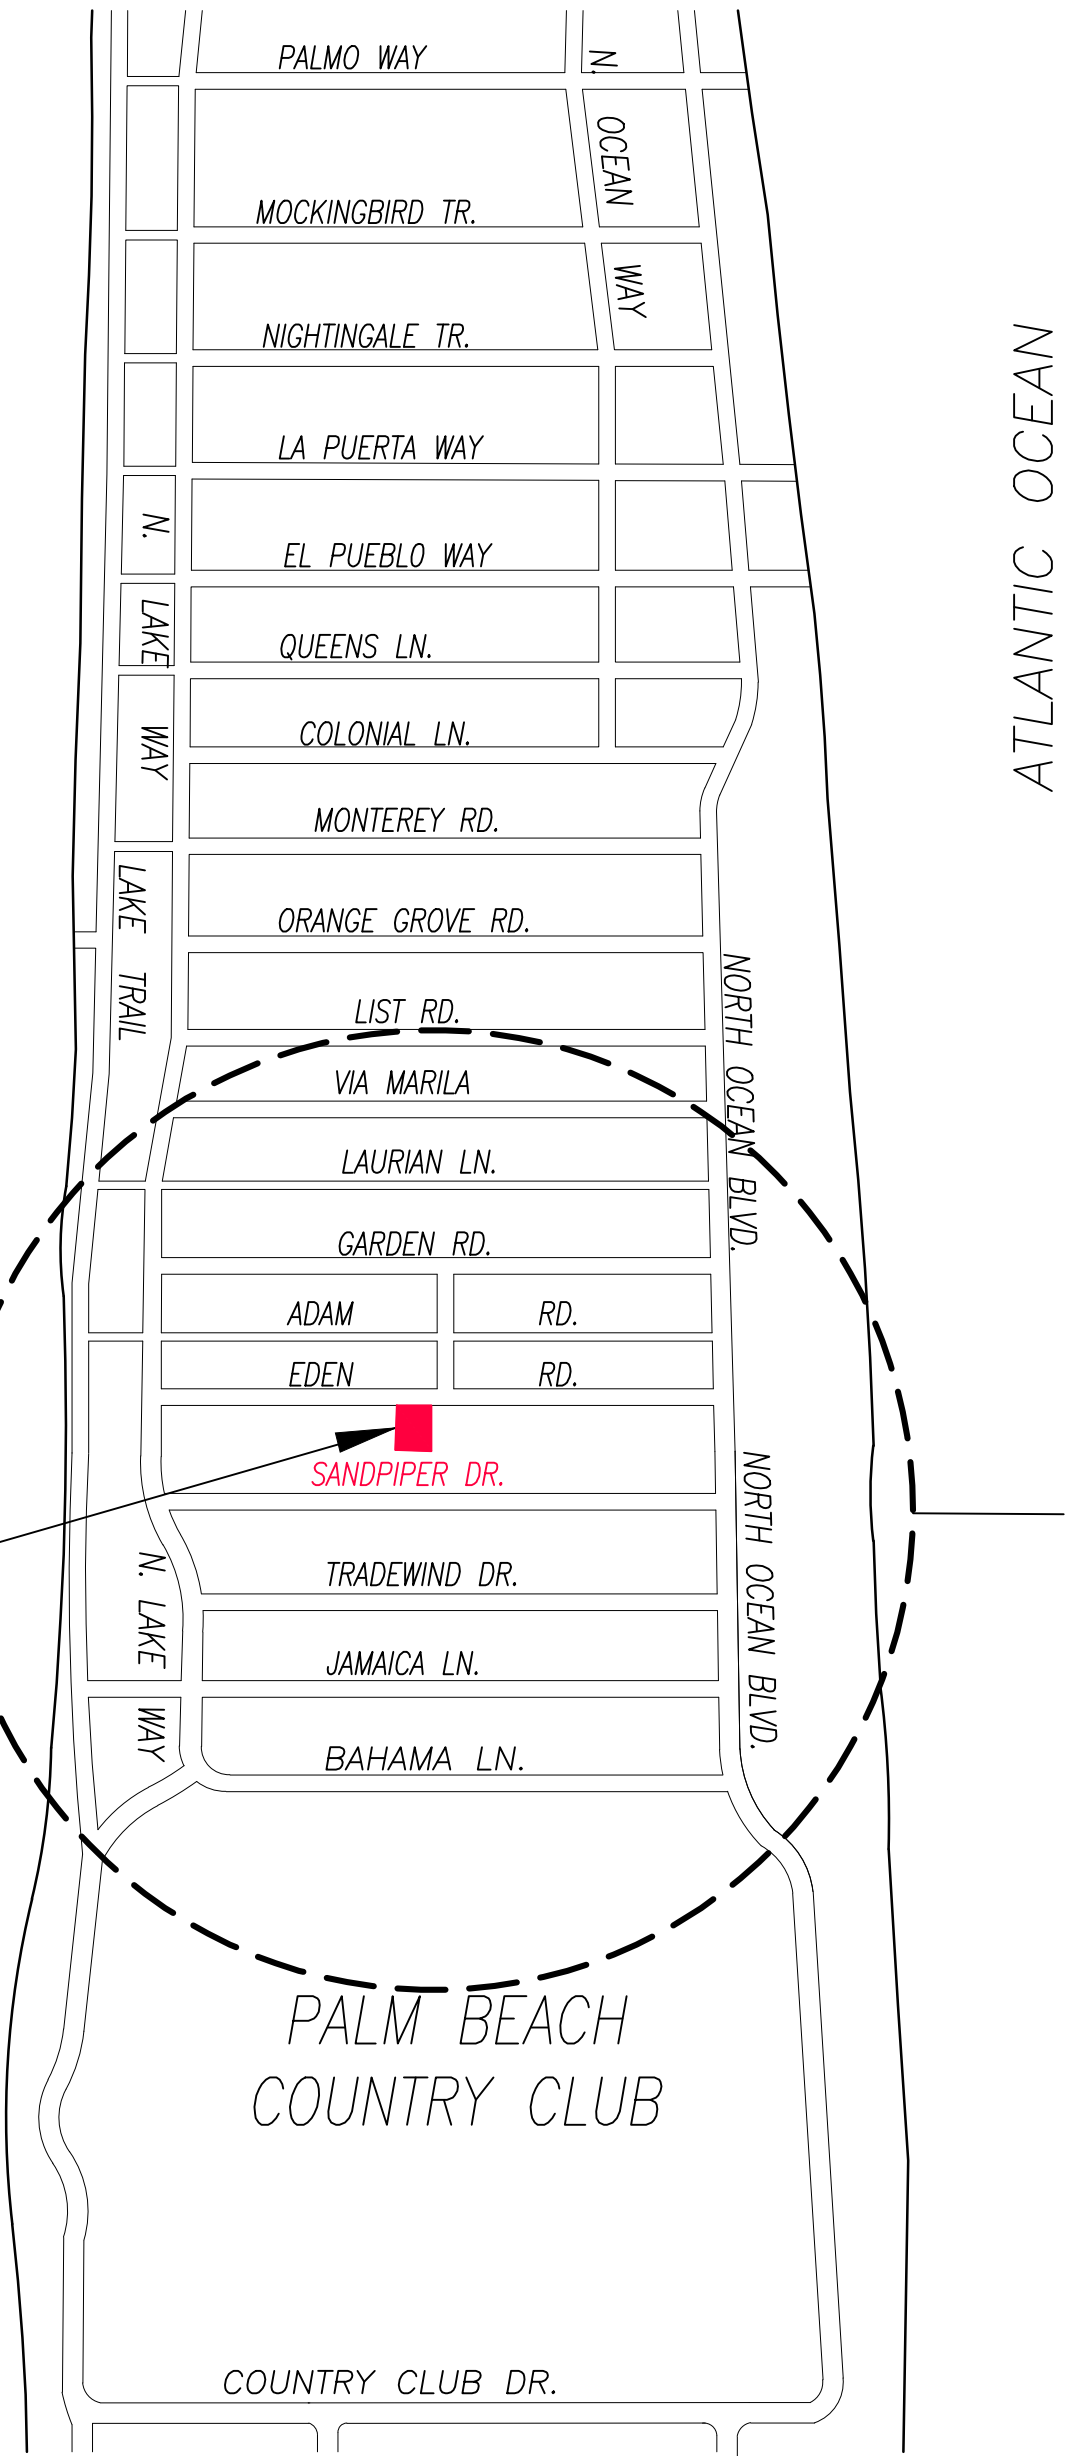 PALMO WAY
N. OCEAN WAY
MOCKINGBIRD TR.
NIGHTINGALE TR.
ATLANTIC OCEAN
LA PUERTA WAY
N. LAKE WAY
EL PUEBLO WAY
QUEENS LN.
COLONIAL LN.
MONTEREY RD.
LAKE TRAIL
ORANGE GROVE RD.
NORTH OCEAN BLVD.
LIST RD.
VIA MARILA
LAURIAN LN.
GARDEN RD.
ADAM RD.
EDEN RD.
SANDPIPER DR.
NORTH OCEAN BLVD.
N. LAKE WAY
TRADEWIND DR.
JAMAICA LN.
BAHAMA LN.
PALM BEACH
COUNTRY CLUB
COUNTRY CLUB DR.